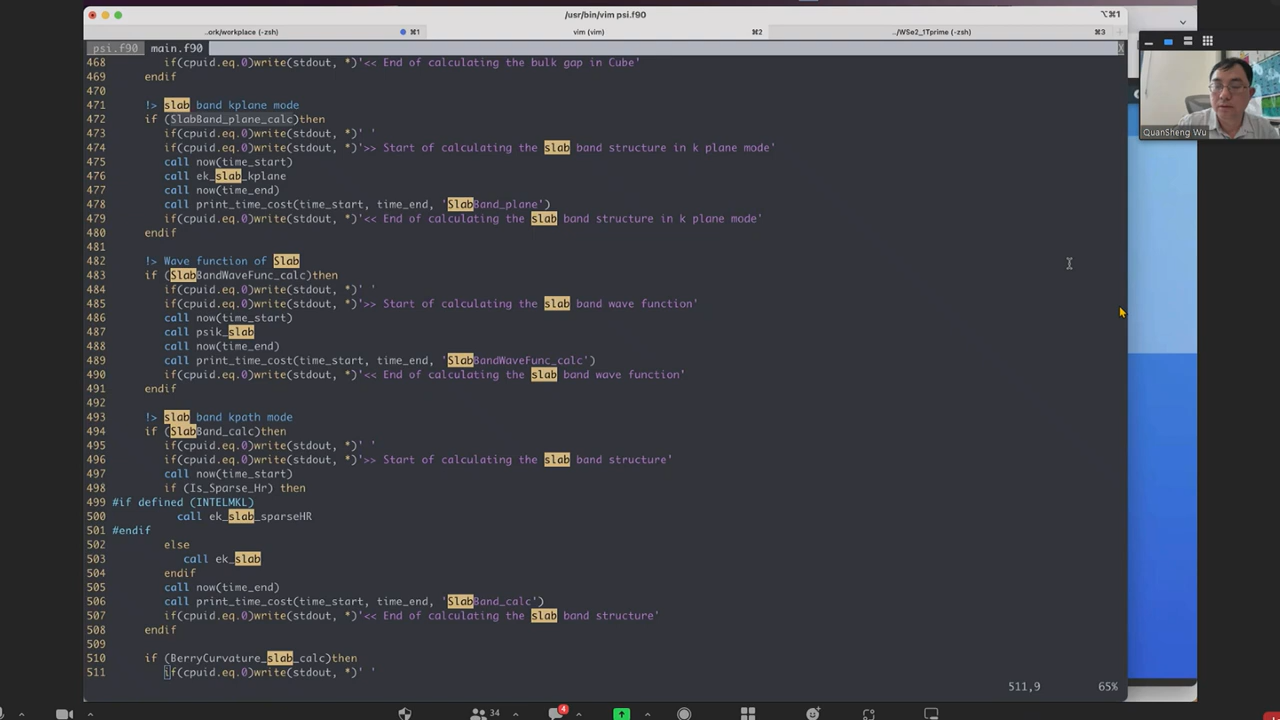 /usr/bin/vim psi.f90
⌥⌘1
..ork/workplace (-zsh) ⌘1 vim (vim) ⌘2 ../WSe2_1Tprime (-zsh) ⌘3
psi.f90 main.f90 X
468 if(cpuid.eq.0)write(stdout, *)'<< End of calculating the bulk gap in Cube'
469 endif
470
471 !> slab band kplane mode
472 if (SlabBand_plane_calc)then
473 if(cpuid.eq.0)write(stdout, *)' '
474 if(cpuid.eq.0)write(stdout, *)'>> Start of calculating the slab band structure in k plane mode'
475 call now(time_start)
476 call ek_slab_kplane
477 call now(time_end)
478 call print_time_cost(time_start, time_end, 'SlabBand_plane')
479 if(cpuid.eq.0)write(stdout, *)'<< End of calculating the slab band structure in k plane mode'
480 endif
481
482 !> Wave function of Slab
483 if (SlabBandWaveFunc_calc)then
484 if(cpuid.eq.0)write(stdout, *)' '
485 if(cpuid.eq.0)write(stdout, *)'>> Start of calculating the slab band wave function'
486 call now(time_start)
487 call psik_slab
488 call now(time_end)
489 call print_time_cost(time_start, time_end, 'SlabBandWaveFunc_calc')
490 if(cpuid.eq.0)write(stdout, *)'<< End of calculating the slab band wave function'
491 endif
492
493 !> slab band kpath mode
494 if (SlabBand_calc)then
495 if(cpuid.eq.0)write(stdout, *)' '
496 if(cpuid.eq.0)write(stdout, *)'>> Start of calculating the slab band structure'
497 call now(time_start)
498 if (Is_Sparse_Hr) then
499 #if defined (INTELMKL)
500 call ek_slab_sparseHR
501 #endif
502 else
503 call ek_slab
504 endif
505 call now(time_end)
506 call print_time_cost(time_start, time_end, 'SlabBand_calc')
507 if(cpuid.eq.0)write(stdout, *)'<< End of calculating the slab band structure'
508 endif
509
510 if (BerryCurvature_slab_calc)then
511 if(cpuid.eq.0)write(stdout, *)' '
511,9 65%
QuanSheng Wu
34
4